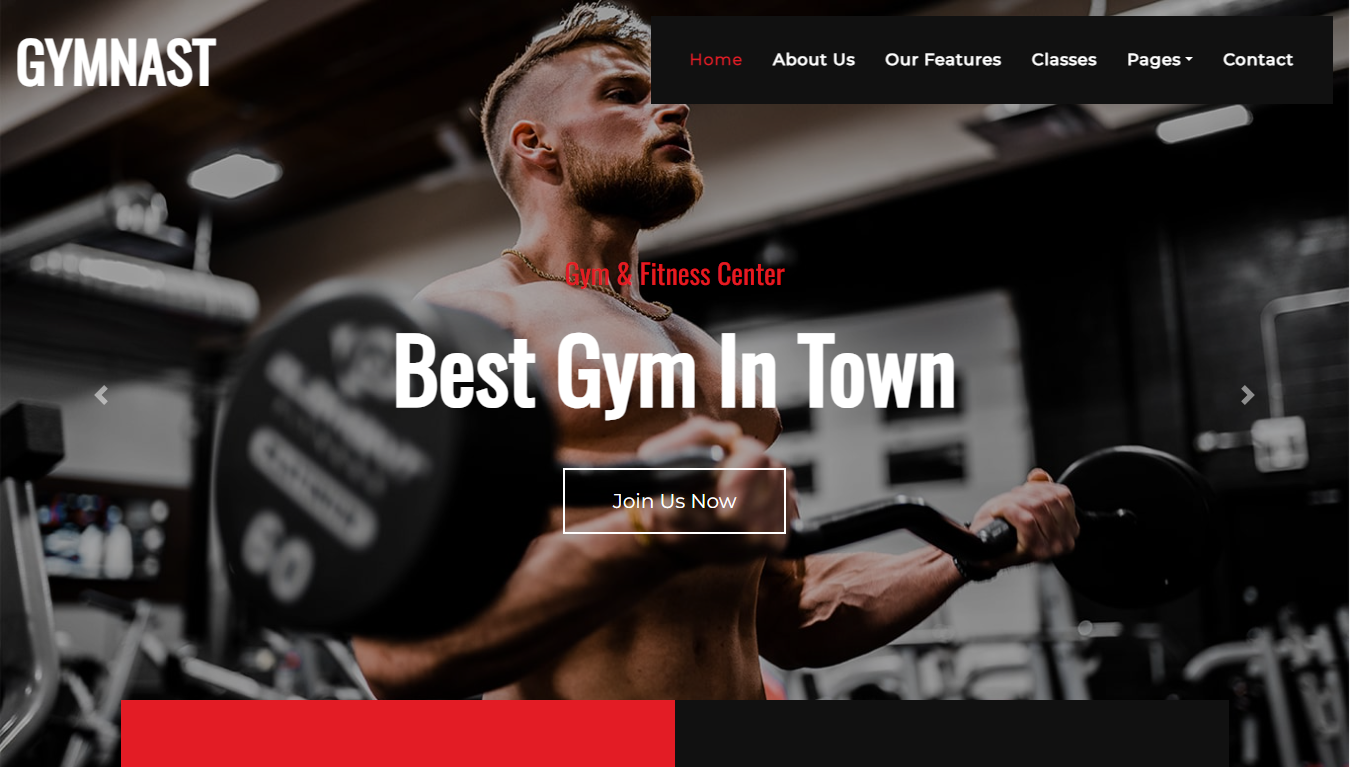 GYMNAST
Home About Us Our Features Classes Pages Contact
Gym & Fitness Center
Best Gym In Town
Join Us Now
60